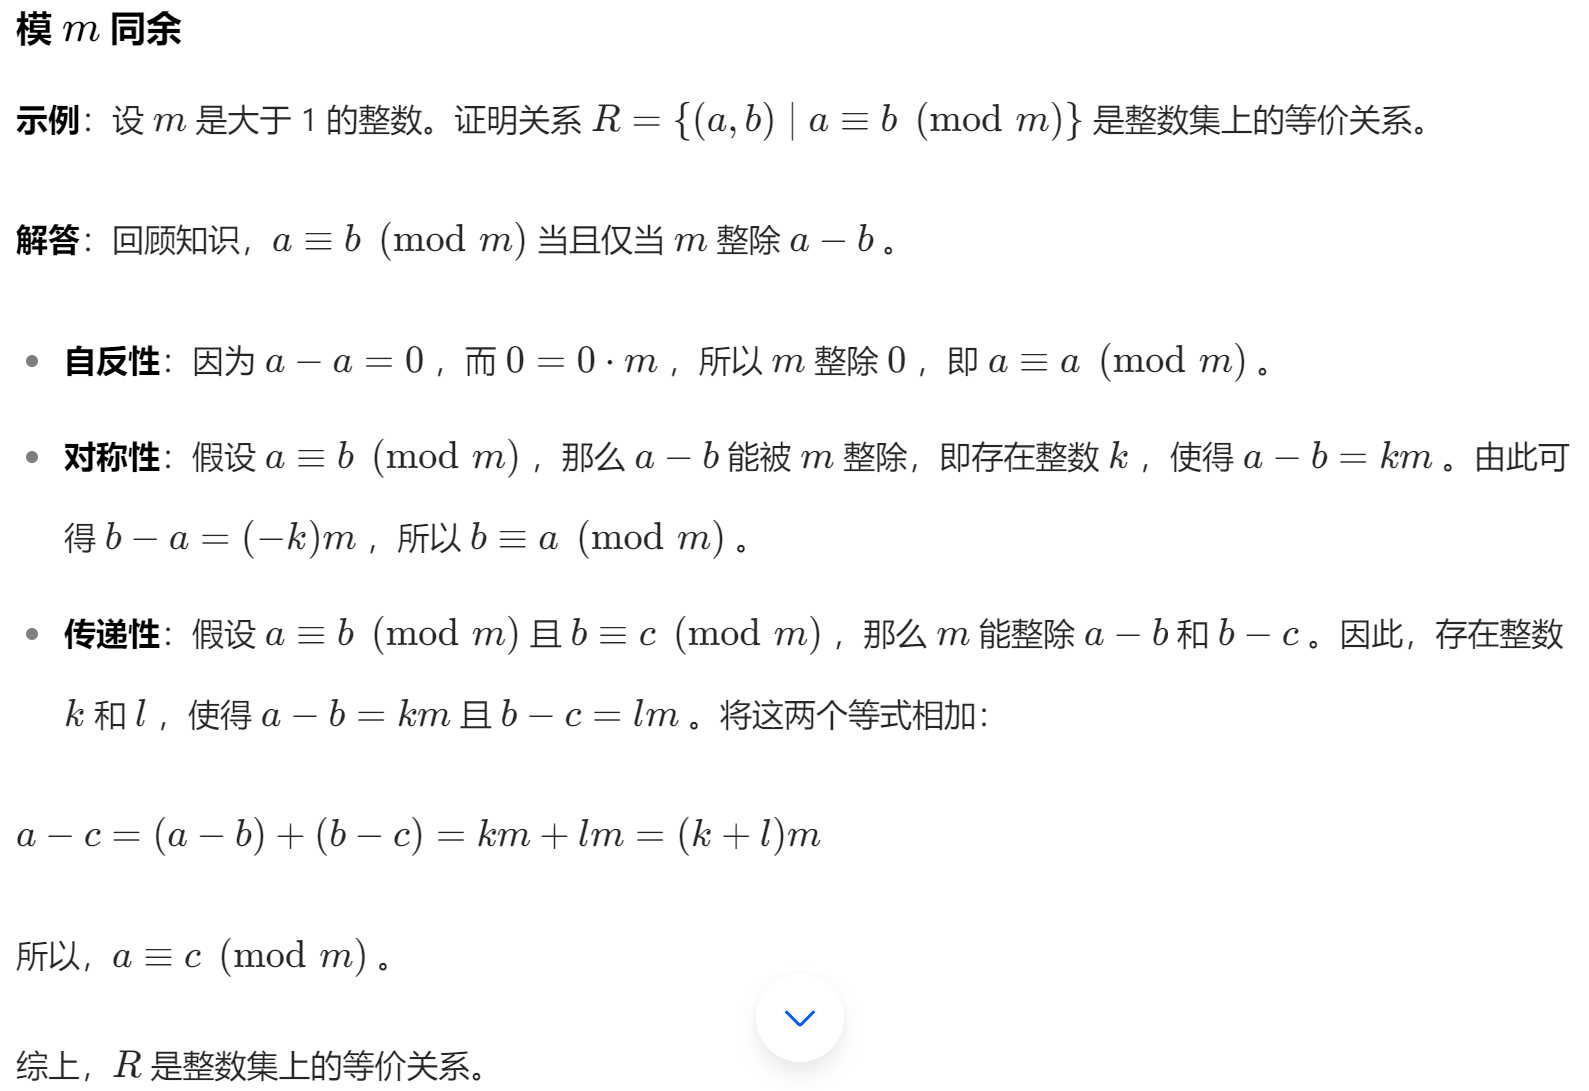 模 m 同余
示例：设 m 是大于 1 的整数。证明关系 R = {(a, b) | a ≡ b (mod m)} 是整数集上的等价关系。
解答：回顾知识，a ≡ b (mod m) 当且仅当 m 整除 a − b 。
• 自反性：因为 a − a = 0 ，而 0 = 0 · m ，所以 m 整除 0 ，即 a ≡ a (mod m) 。
• 对称性：假设 a ≡ b (mod m) ，那么 a − b 能被 m 整除，即存在整数 k ，使得 a − b = km 。由此可
得 b − a = (−k)m ，所以 b ≡ a (mod m) 。
• 传递性：假设 a ≡ b (mod m) 且 b ≡ c (mod m) ，那么 m 能整除 a − b 和 b − c 。因此，存在整数
k 和 l ，使得 a − b = km 且 b − c = lm 。将这两个等式相加：
a − c = (a − b) + (b − c) = km + lm = (k + l)m
所以，a ≡ c (mod m) 。
综上，R 是整数集上的等价关系。